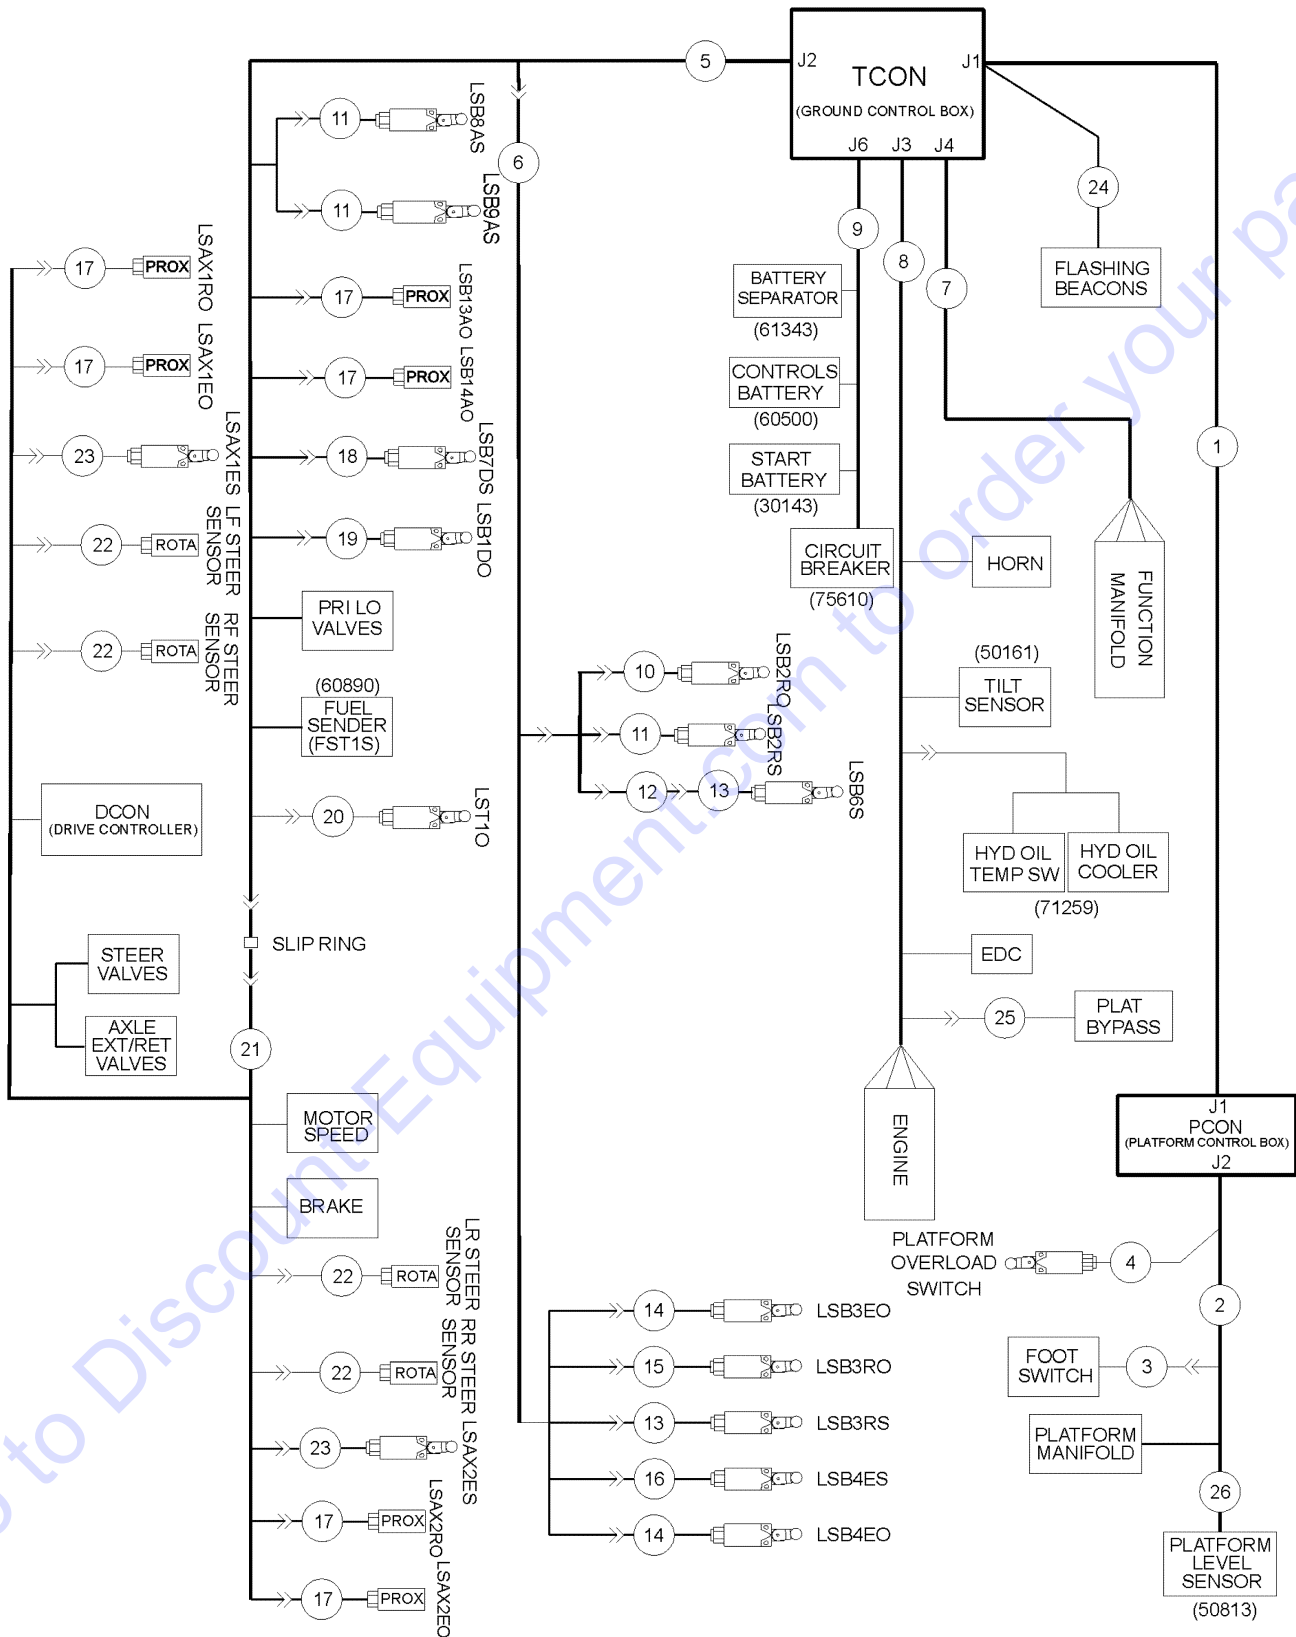 5
J2
TCON
J1
(GROUND CONTROL BOX)
J6
J3
J4
11
LSB8AS
6
11
LSB9AS
24
FLASHING
BEACONS
9
8
7
17
PROX
LSAX1RO
17
PROX
LSB13AO
BATTERY
SEPARATOR
(61343)
17
PROX
LSAX1EO
17
PROX
LSB14AO
CONTROLS
BATTERY
(60500)
1
23
LSAX1ES
18
LSB7DS
START
BATTERY
(30143)
22
ROTA
LF STEER
SENSOR
19
LSB1DO
CIRCUIT
BREAKER
(75610)
HORN
FUNCTION
MANIFOLD
22
ROTA
RF STEER
SENSOR
PRI LO
VALVES
10
LSB2RO
(50161)
TILT
SENSOR
(60890)
FUEL
SENDER
(FST1S)
11
LSB2RS
12
13
LSB6S
DCON
(DRIVE CONTROLLER)
20
LST1O
HYD OIL
TEMP SW
HYD OIL
COOLER
(71259)
SLIP RING
STEER
VALVES
EDC
AXLE
EXT/RET
VALVES
21
25
PLAT
BYPASS
MOTOR
SPEED
ENGINE
J1
PCON
(PLATFORM CONTROL BOX)
J2
BRAKE
PLATFORM
OVERLOAD
SWITCH
4
22
ROTA
LR STEER
SENSOR
14
LSB3EO
2
22
ROTA
RR STEER
SENSOR
15
LSB3RO
FOOT
SWITCH
3
13
LSB3RS
23
LSAX2ES
PLATFORM
MANIFOLD
16
LSB4ES
26
17
PROX
LSAX2RO
14
LSB4EO
PLATFORM
LEVEL
SENSOR
(50813)
17
PROX
LSAX2EO
to Discount-Equipment.com to order your pa